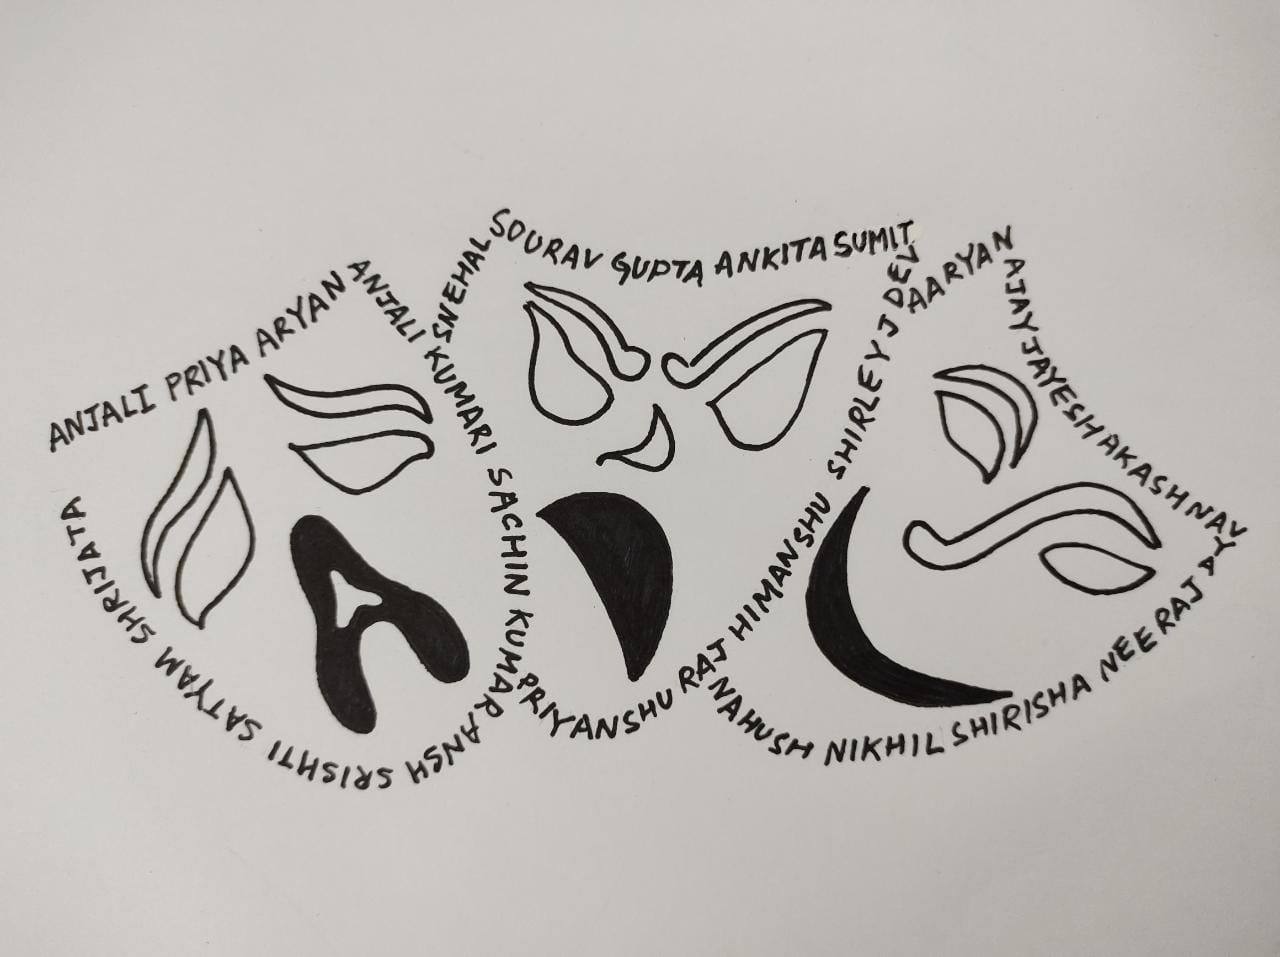 ANJALI PRIYA ARYAN
ANJALI KUMARI SACHIN KUMAR
ANSH SRISHTI SATYAM SHRIJATA
SNEHAL
SOURAV GUPTA ANKITA SUMIT
DEV
SHIRLEY J
HIMANSHU
PRIYANSHU RAJ
AARYAN
AJAY JAYESH AKASH NAVYA
NAHUSH NIKHIL SHIRISHA NEERAJ